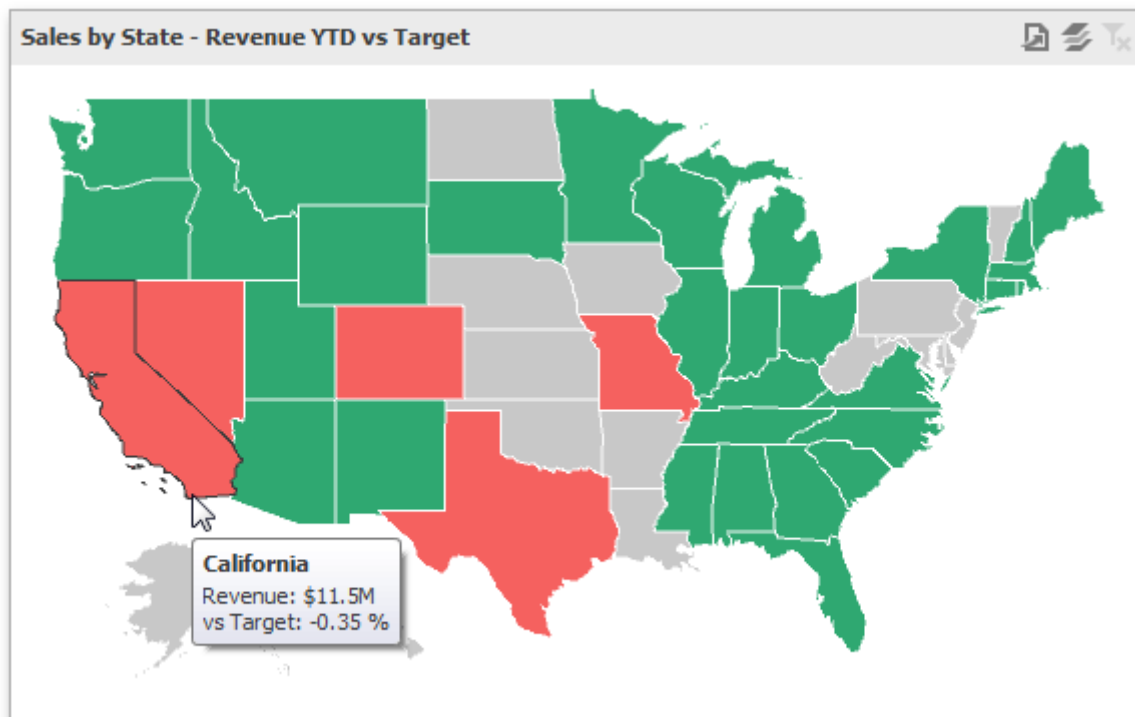 Sales by State - Revenue YTD vs Target
California
Revenue: $11.5M
vs Target: -0.35 %